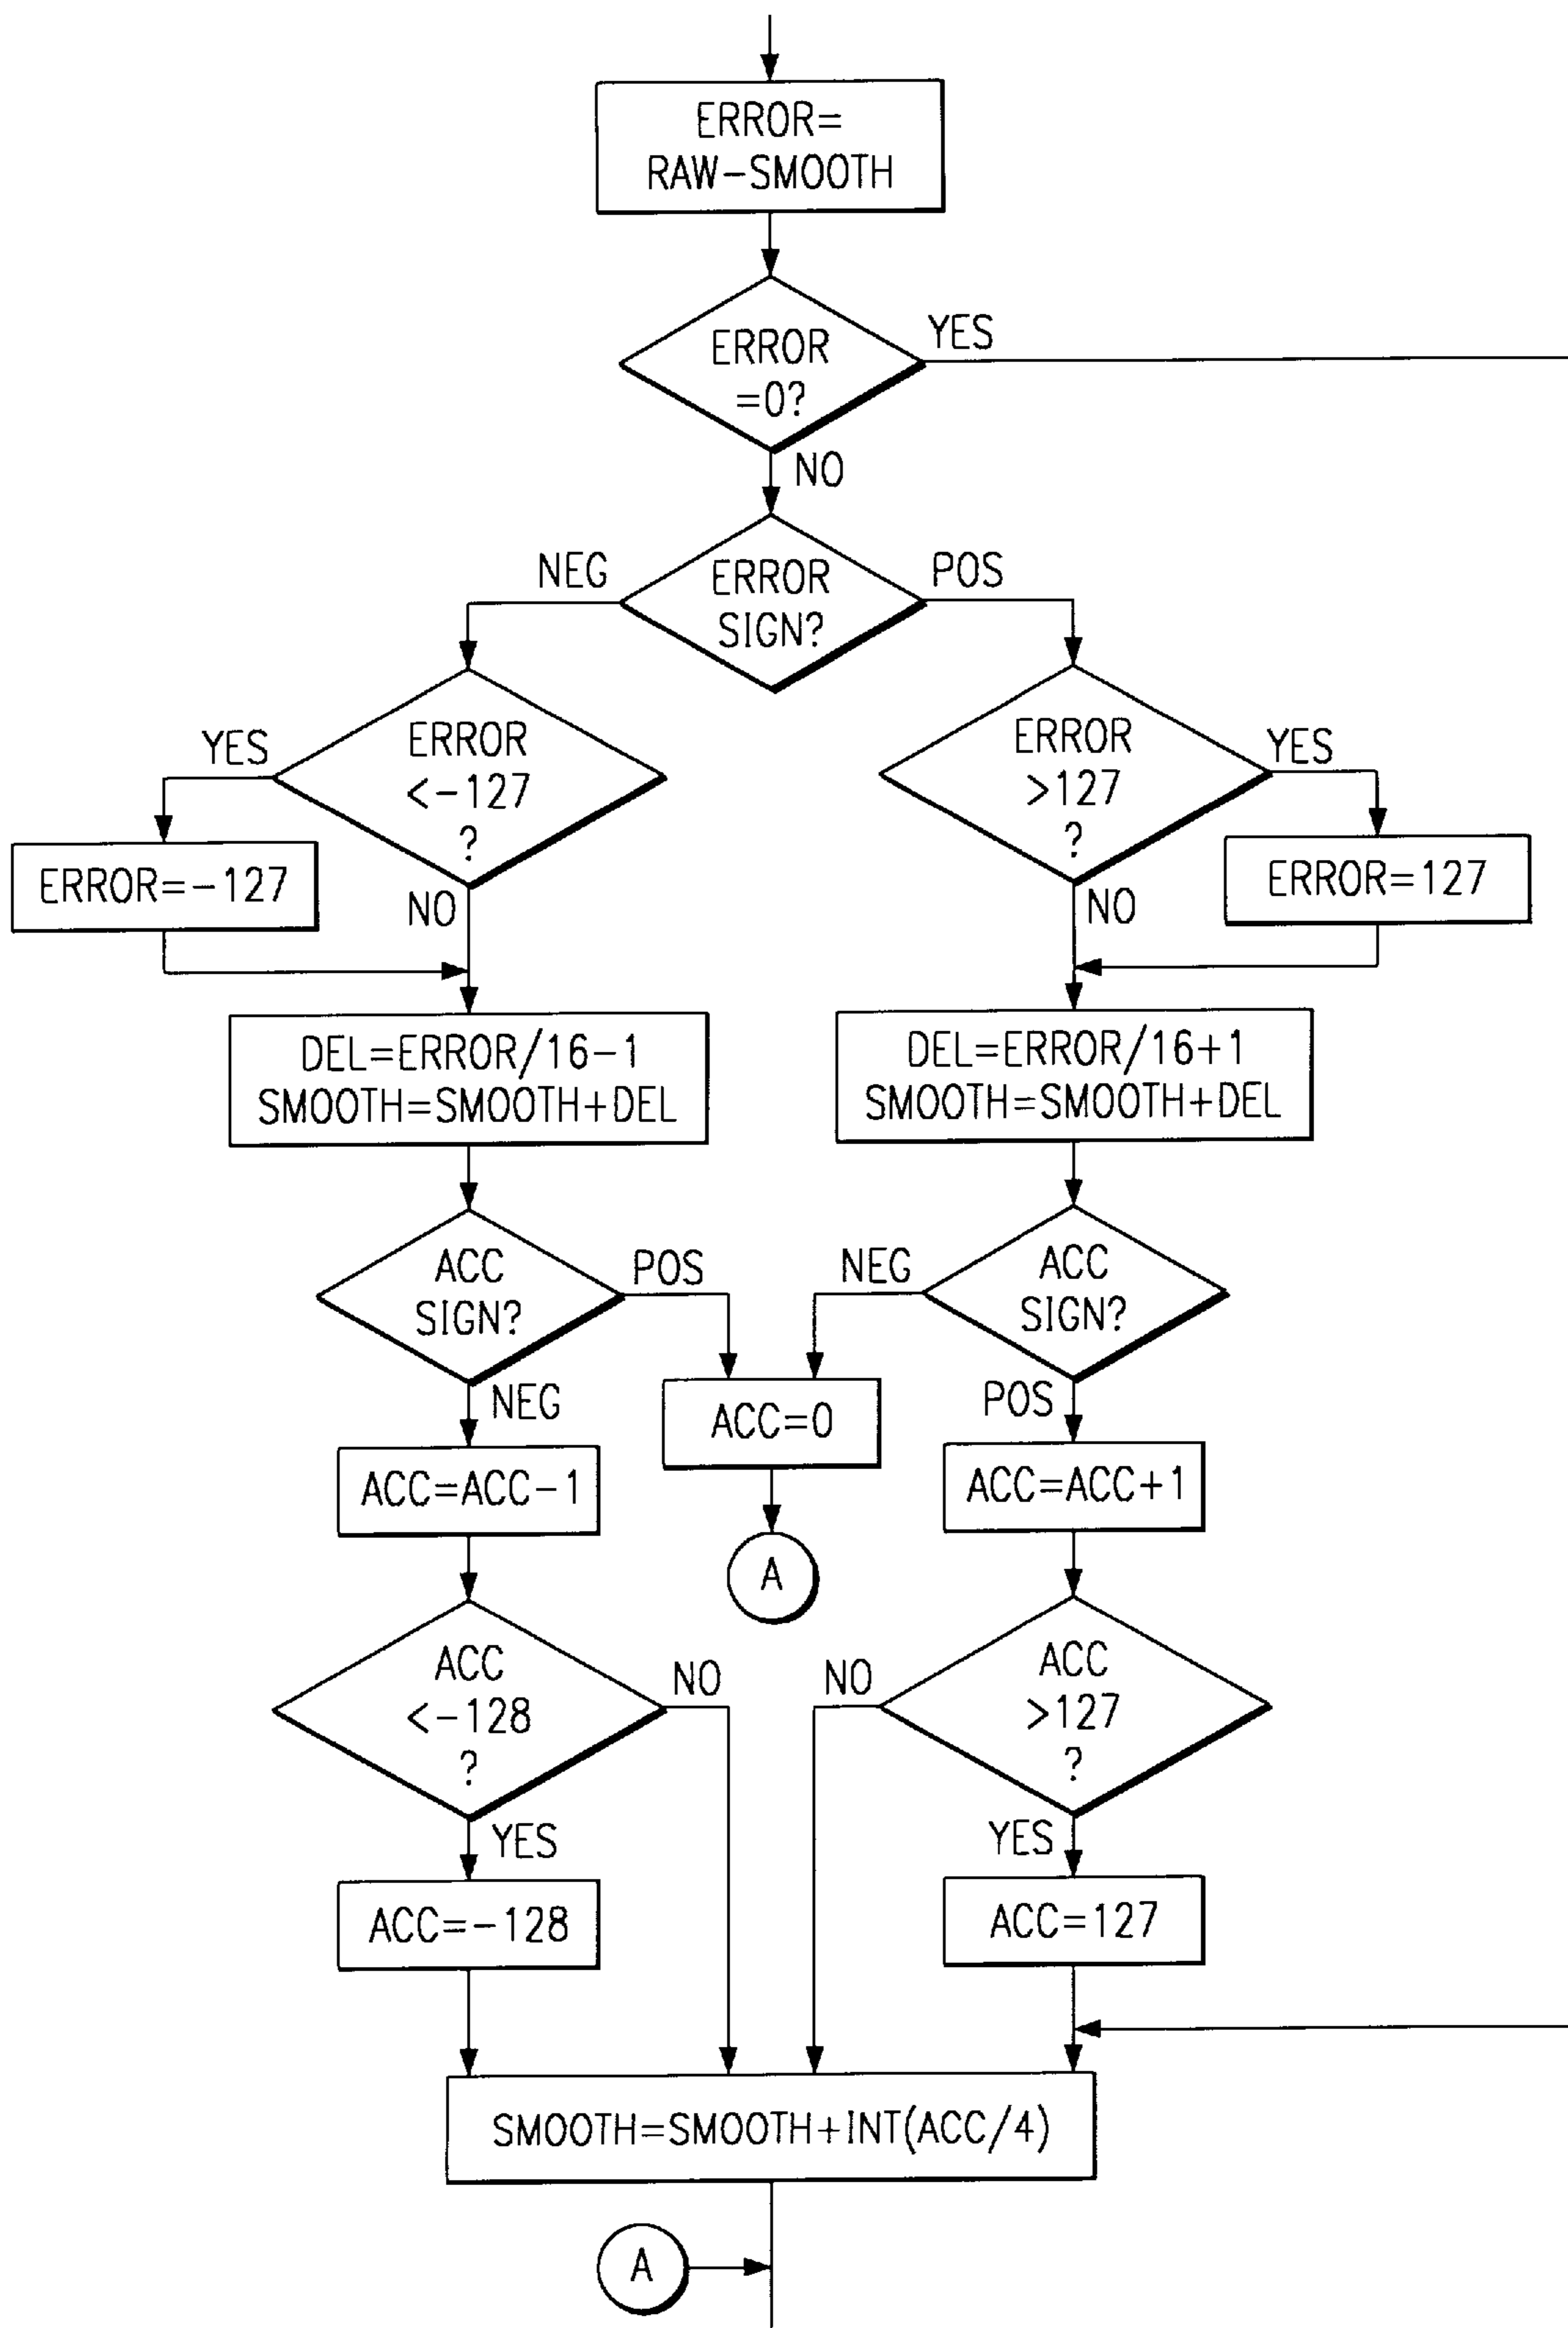 ERROR=
RAW-SMOOTH
ERROR
=0?
YES
NO
ERROR
SIGN?
NEG
POS
ERROR
<-127
?
YES
NO
ERROR
>127
?
YES
NO
ERROR=-127
ERROR=127
DEL=ERROR/16-1
SMOOTH=SMOOTH+DEL
DEL=ERROR/16+1
SMOOTH=SMOOTH+DEL
ACC
SIGN?
POS
NEG
ACC
SIGN?
NEG
POS
ACC=0
ACC=ACC-1
ACC=ACC+1
A
ACC
<-128
?
NO
YES
ACC
>127
?
NO
YES
ACC=-128
ACC=127
SMOOTH=SMOOTH+INT(ACC/4)
A